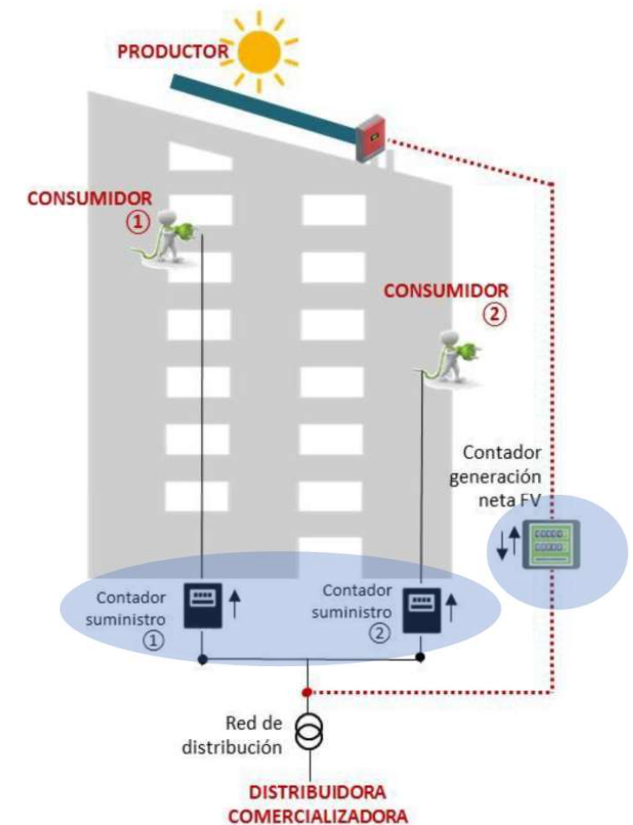 PRODUCTOR
CONSUMIDOR
①
CONSUMIDOR
②
Contador
generación
neta FV
Contador
suministro
①
Contador
suministro
②
Red de
distribución
DISTRIBUIDORA
COMERCIALIZADORA